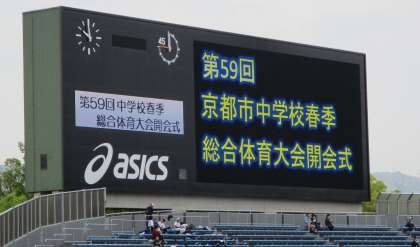 45
第59回中学校春季
総合体育大会開会式
asics
第59回
京都市中学校春季
総合体育大会開会式